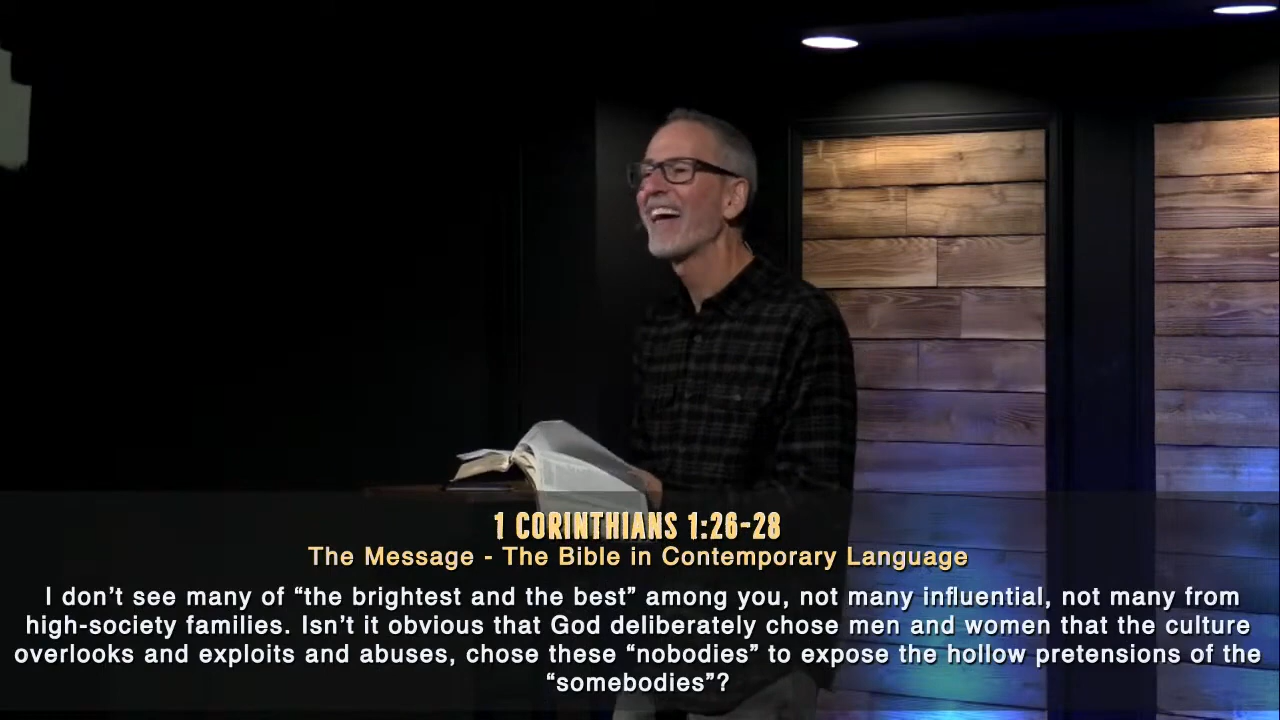 1 CORINTHIANS 1:26-28
The Message - The Bible in Contemporary Language
I don’t see many of “the brightest and the best” among you, not many influential, not many from
high-society families. Isn’t it obvious that God deliberately chose men and women that the culture
overlooks and exploits and abuses, chose these “nobodies” to expose the hollow pretensions of the
“somebodies”?